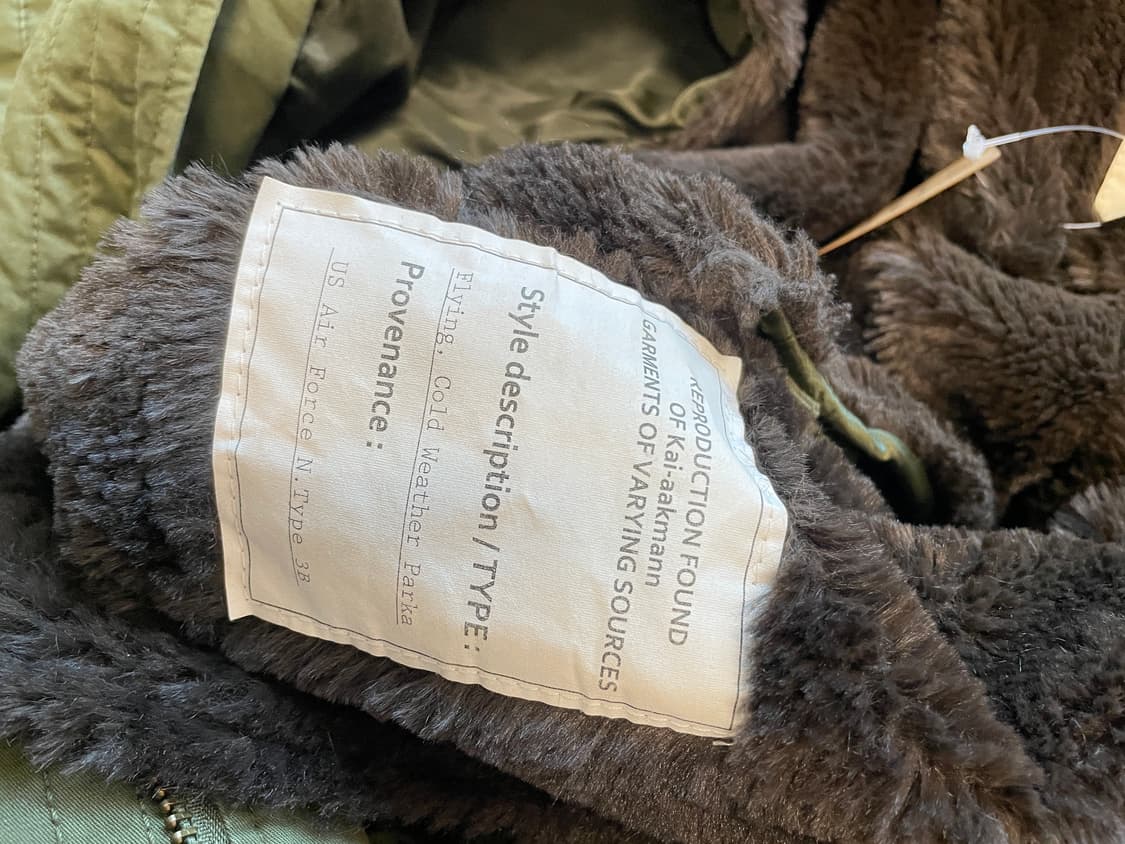 REPRODUCTION FOUND
OF Kai-aakmann
GARMENTS OF VARYING SOURCES
Style description / TYPE :
Flying, Cold Weather Parka
Provenance :
US Air Force N.Type 3B